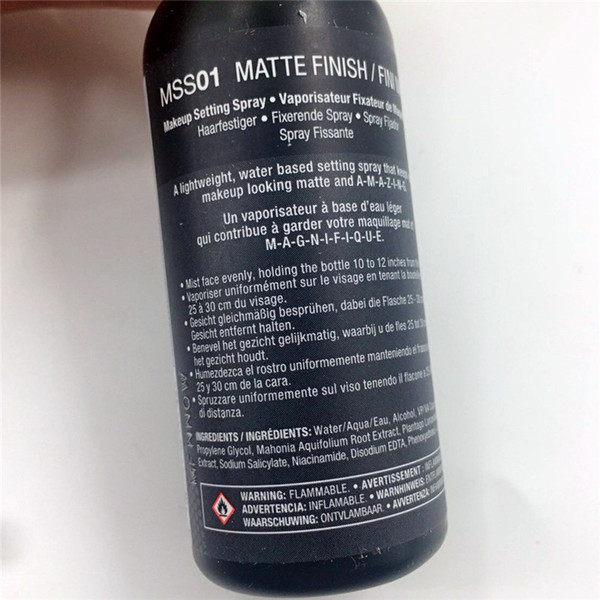 MSS01 MATTE FINISH / FINI
Makeup Setting Spray • Vaporisateur Fixateur de
Haarfestiger • Fixerende Spray • Spray Fijador
Spray Fissante
A lightweight, water based setting spray that
makeup looking matte and A-M-A-Z-I-N-G
Un vaporisateur à base d'eau léger
qui contribue à garder votre maquillage mat et
M-A-G-N-I-F-I-Q-U-E.
• Mist face evenly, holding the bottle 10 to 12 inches from
• Vaporiser uniformément sur le visage en tenant la
25 à 30 cm du visage.
• Gesicht gleichmäßig besprühen, dabei die Flasche 25 -
Gesicht entfernt halten.
• Benevel het gezicht gelijkmatig, waarbij u de fles 25 tot
het gezicht houdt.
• Humezdezca el rostro uniformemente manteniendo el
25 y 30 cm de la cara.
• Spruzzare uniformemente sul viso tenendo il flacone a
di distanza.
INGREDIENTS / INGRÉDIENTS: Water/Aqua/Eau, Alcohol,
Propylene Glycol, Mahonia Aquifolium Root Extract, Plantago
Extract, Sodium Salicylate, Niacinamide, Disodium EDTA,
WARNING: FLAMMABLE. • AVERTISSEMENT:
ADVERTENCIA: INFLAMABLE. • WARNHINWEIS:
WAARSCHUWING: ONTVLAMBAAR. • AVVERTENZA: